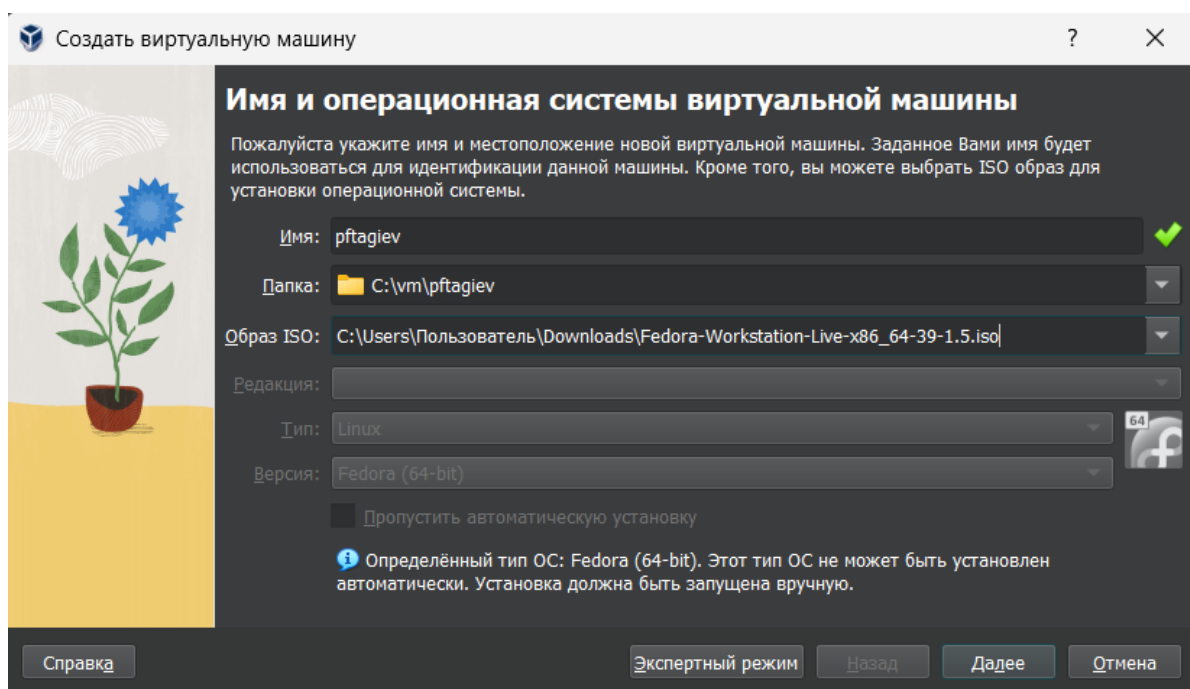 Создать виртуальную машину
?
Имя и операционная системы виртуальной машины
Пожалуйста укажите имя и местоположение новой виртуальной машины. Заданное Вами имя будет
использоваться для идентификации данной машины. Кроме того, вы можете выбрать ISO образ для
установки операционной системы.
Имя: pftagiev
Папка: C:\vm\pftagiev
Образ ISO: C:\Users\Пользователь\Downloads\Fedora-Workstation-Live-x86_64-39-1.5.iso
Редакция:
Тип: Linux
64
Версия: Fedora (64-bit)
Пропустить автоматическую установку
Определённый тип ОС: Fedora (64-bit). Этот тип ОС не может быть установлен
автоматически. Установка должна быть запущена вручную.
Справка Экспертный режим Назад Далее Отмена